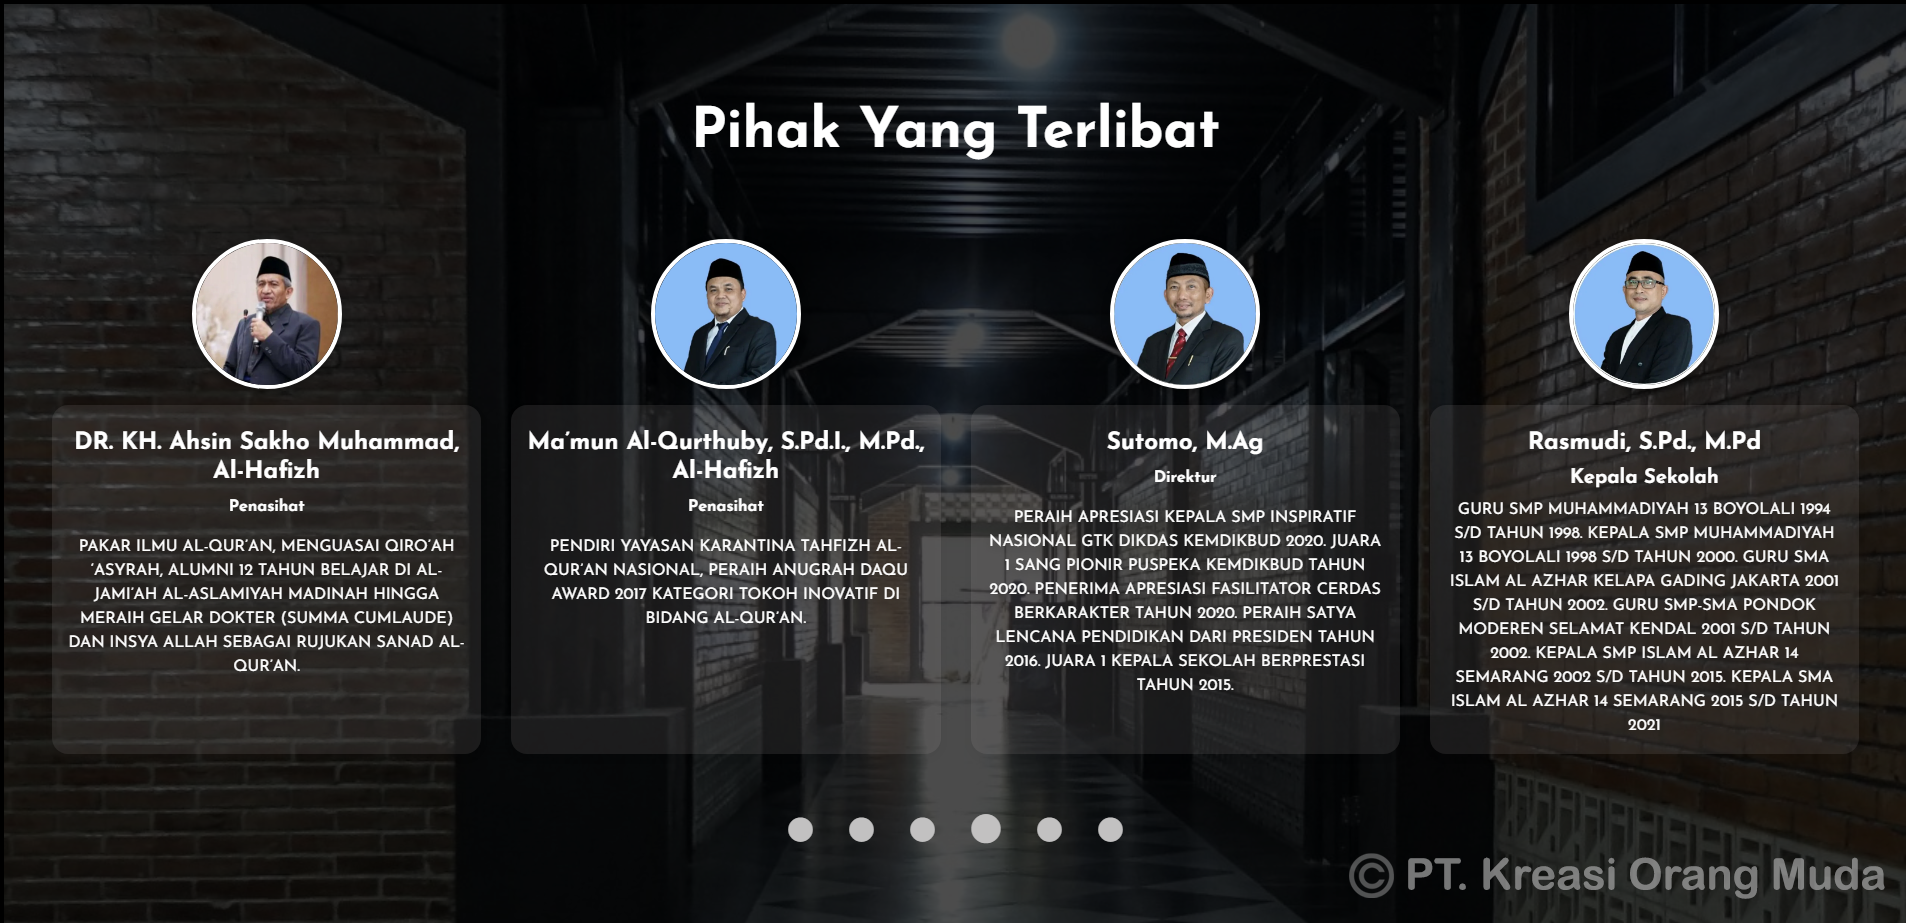 Pihak Yang Terlibat
DR. KH. Ahsin Sakho Muhammad,
Al-Hafizh
Penasihat
PAKAR ILMU AL-QUR'AN, MENGUASAI QIRO'AH
'ASYRAH, ALUMNI 12 TAHUN BELAJAR DI AL-
JAMI'AH AL-ASLAMIYAH MADINAH HINGGA
MERAIH GELAR DOKTER (SUMMA CUMLAUDE)
DAN INSYA ALLAH SEBAGAI RUJUKAN SANAD AL-
QUR'AN.
Ma'mun Al-Qurthuby, S.Pd.I., M.Pd.,
Al-Hafizh
Penasihat
PENDIRI YAYASAN KARANTINA TAHFIZH AL-
QUR'AN NASIONAL, PERAIH ANUGRAH DAQU
AWARD 2017 KATEGORI TOKOH INOVATIF DI
BIDANG AL-QUR'AN.
Sutomo, M.Ag
Direktur
PERAIH APRESIASI KEPALA SMP INSPIRATIF
NASIONAL GTK DIKDAS KEMDIKBUD 2020. JUARA
1 SANG PIONIR PUSPEKA KEMDIKBUD TAHUN
2020. PENERIMA APRESIASI FASILITATOR CERDAS
BERKARAKTER TAHUN 2020. PERAIH SATYA
LENCANA PENDIDIKAN DARI PRESIDEN TAHUN
2016. JUARA 1 KEPALA SEKOLAH BERPRESTASI
TAHUN 2015.
Rasmudi, S.Pd., M.Pd
Kepala Sekolah
GURU SMP MUHAMMADIYAH 13 BOYOLALI 1994
S/D TAHUN 1998. KEPALA SMP MUHAMMADIYAH
13 BOYOLALI 1998 S/D TAHUN 2000. GURU SMA
ISLAM AL AZHAR KELAPA GADING JAKARTA 2001
S/D TAHUN 2002. GURU SMP-SMA PONDOK
MODEREN SELAMAT KENDAL 2001 S/D TAHUN
2002. KEPALA SMP ISLAM AL AZHAR 14
SEMARANG 2002 S/D TAHUN 2015. KEPALA SMA
ISLAM AL AZHAR 14 SEMARANG 2015 S/D TAHUN
2021
© PT. Kreasi Orang Muda